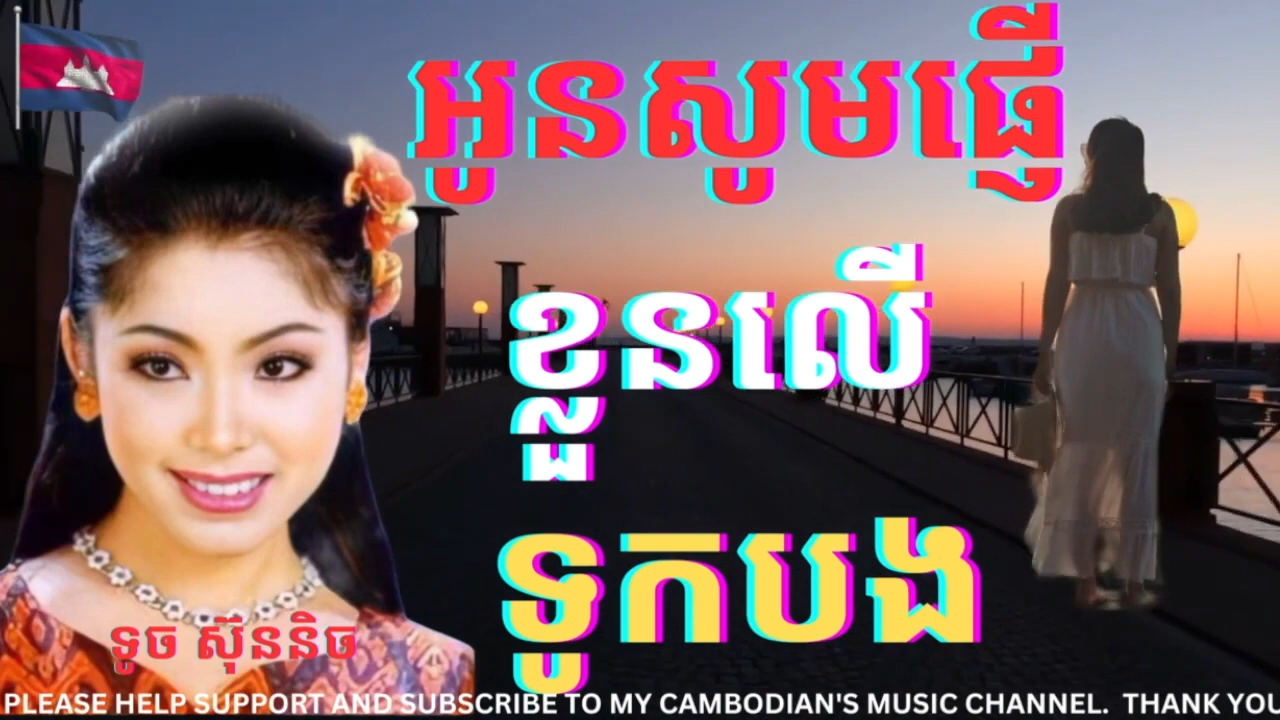 អូនសូមផ្ញើ
ខ្លួនលើ
ទូកបង
ទូច ស៊ុននិច
PLEASE HELP SUPPORT AND SUBSCRIBE TO MY CAMBODIAN'S MUSIC CHANNEL. THANK YOU